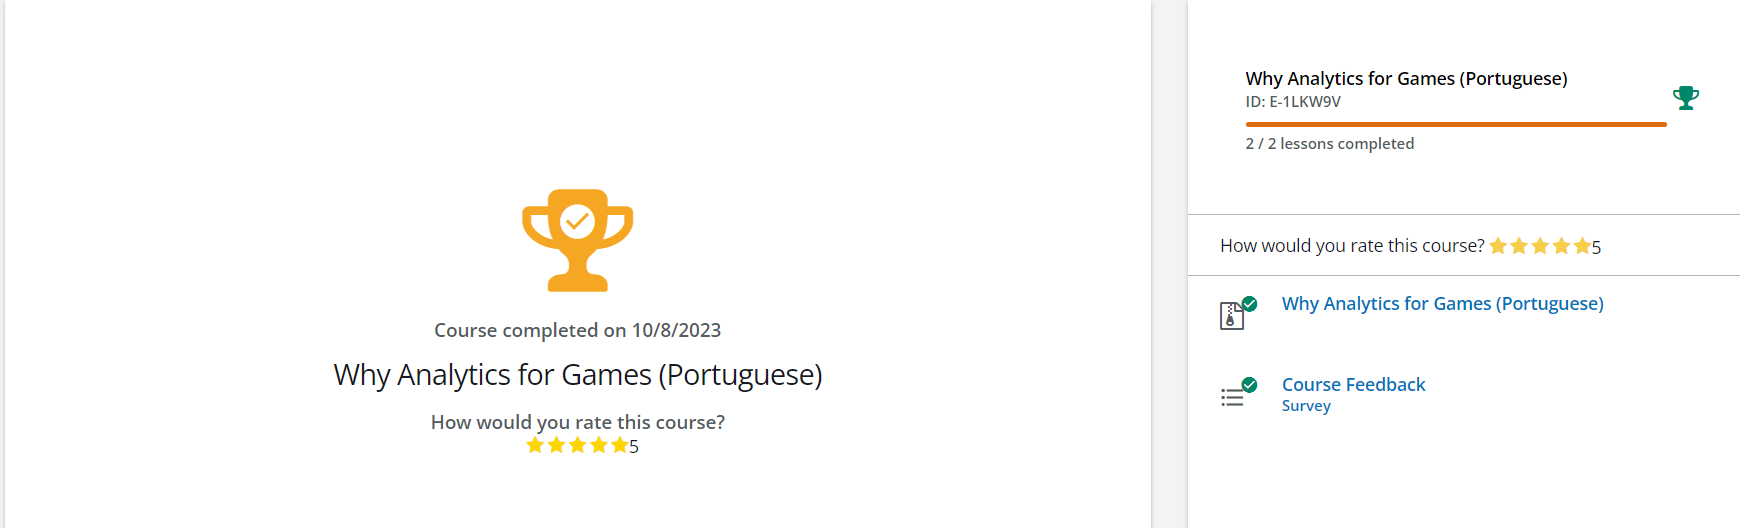 Course completed on 10/8/2023
Why Analytics for Games (Portuguese)
How would you rate this course?
5
Why Analytics for Games (Portuguese)
ID: E-1LKW9V
2 / 2 lessons completed
How would you rate this course? 5
Why Analytics for Games (Portuguese)
Course Feedback
Survey